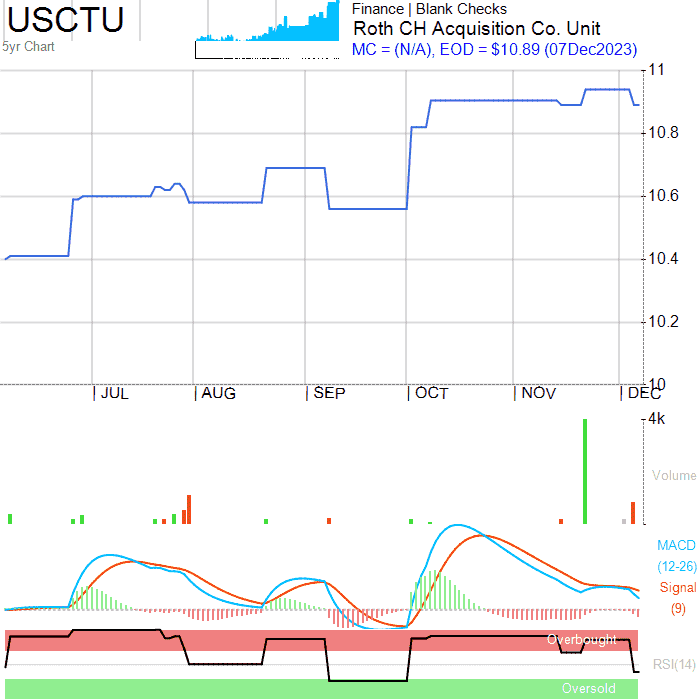 USCTU
5yr Chart
Finance | Blank Checks
Roth CH Acquisition Co. Unit
MC = (N/A), EOD = $10.89 (07Dec2023)
11
10.8
10.6
10.4
10.2
10
JUL AUG SEP OCT NOV DEC
4k
Volume
MACD
(12-26)
Signal
(9)
Overbought
RSI(14)
Oversold